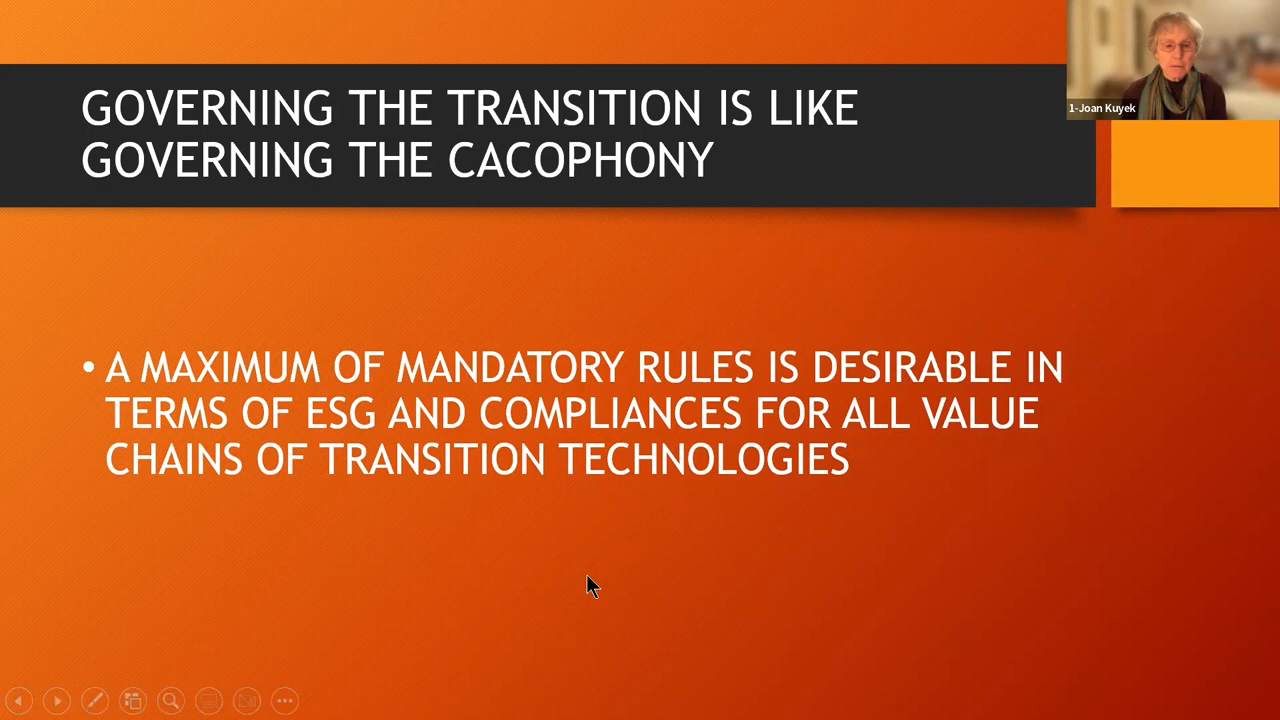 GOVERNING THE TRANSITION IS LIKE
GOVERNING THE CACOPHONY
1-Joan Kuyek
• A MAXIMUM OF MANDATORY RULES IS DESIRABLE IN
TERMS OF ESG AND COMPLIANCES FOR ALL VALUE
CHAINS OF TRANSITION TECHNOLOGIES